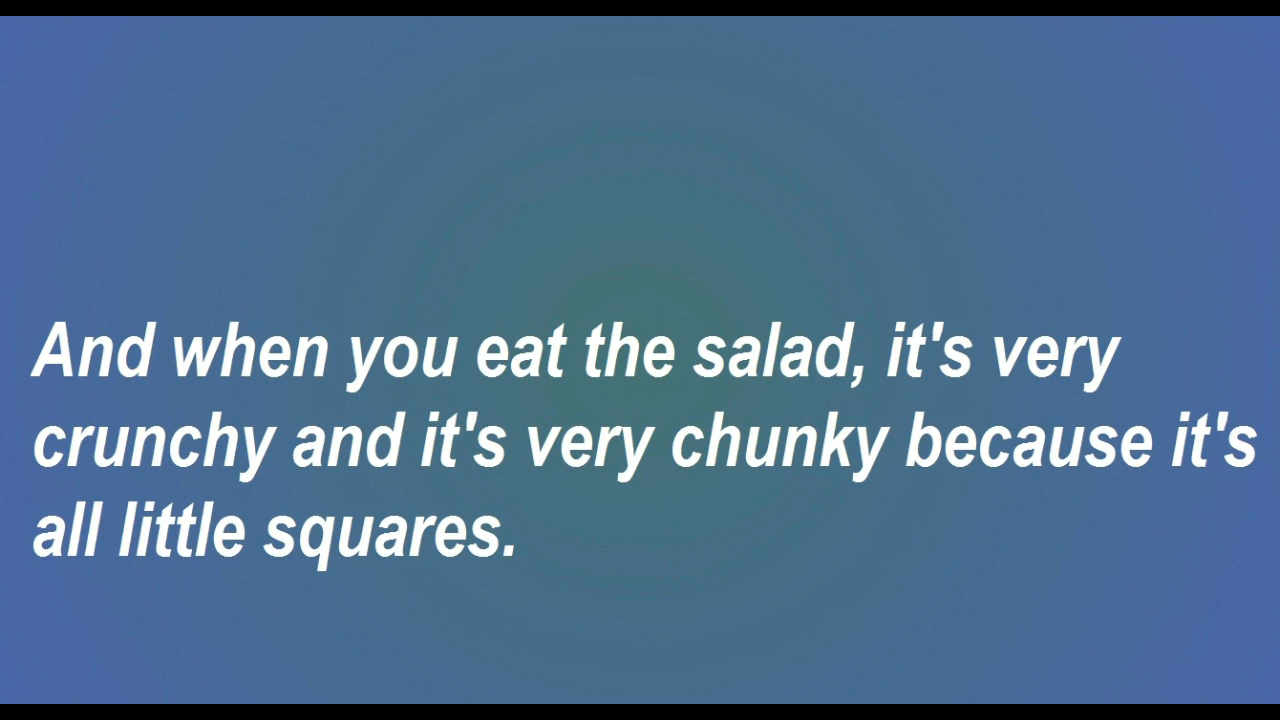 And when you eat the salad, it's very
crunchy and it's very chunky because it's
all little squares.